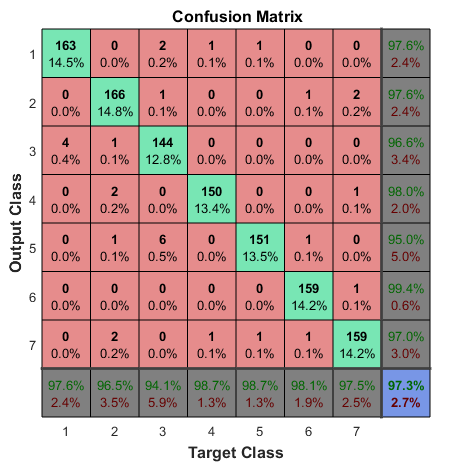 Confusion Matrix
1 163 0 2 1 1 0 0 97.6%
14.5% 0.0% 0.2% 0.1% 0.1% 0.0% 0.0% 2.4%
2 0 166 1 0 0 1 2 97.6%
0.0% 14.8% 0.1% 0.0% 0.0% 0.1% 0.2% 2.4%
3 4 1 144 0 0 0 0 96.6%
0.4% 0.1% 12.8% 0.0% 0.0% 0.0% 0.0% 3.4%
4 0 2 0 150 0 0 1 98.0%
0.0% 0.2% 0.0% 13.4% 0.0% 0.0% 0.1% 2.0%
5 0 1 6 0 151 1 0 95.0%
0.0% 0.1% 0.5% 0.0% 13.5% 0.1% 0.0% 5.0%
6 0 0 0 0 0 159 1 99.4%
0.0% 0.0% 0.0% 0.0% 0.0% 14.2% 0.1% 0.6%
7 0 2 0 1 1 1 159 97.0%
0.0% 0.2% 0.0% 0.1% 0.1% 0.1% 14.2% 3.0%
97.6% 96.5% 94.1% 98.7% 98.7% 98.1% 97.5% 97.3%
2.4% 3.5% 5.9% 1.3% 1.3% 1.9% 2.5% 2.7%
1 2 3 4 5 6 7
Target Class
Output Class